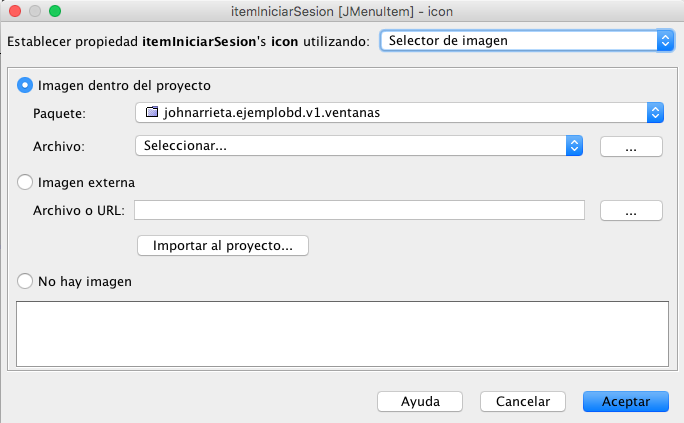 itemIniciarSesion [JMenuItem] - icon
Establecer propiedad itemIniciarSesion's icon utilizando: Selector de imagen
Imagen dentro del proyecto
Paquete: johnarrieta.ejemplobd.v1.ventanas
Archivo: Seleccionar... ...
Imagen externa
Archivo o URL: ...
Importar al proyecto...
No hay imagen
Ayuda Cancelar Aceptar